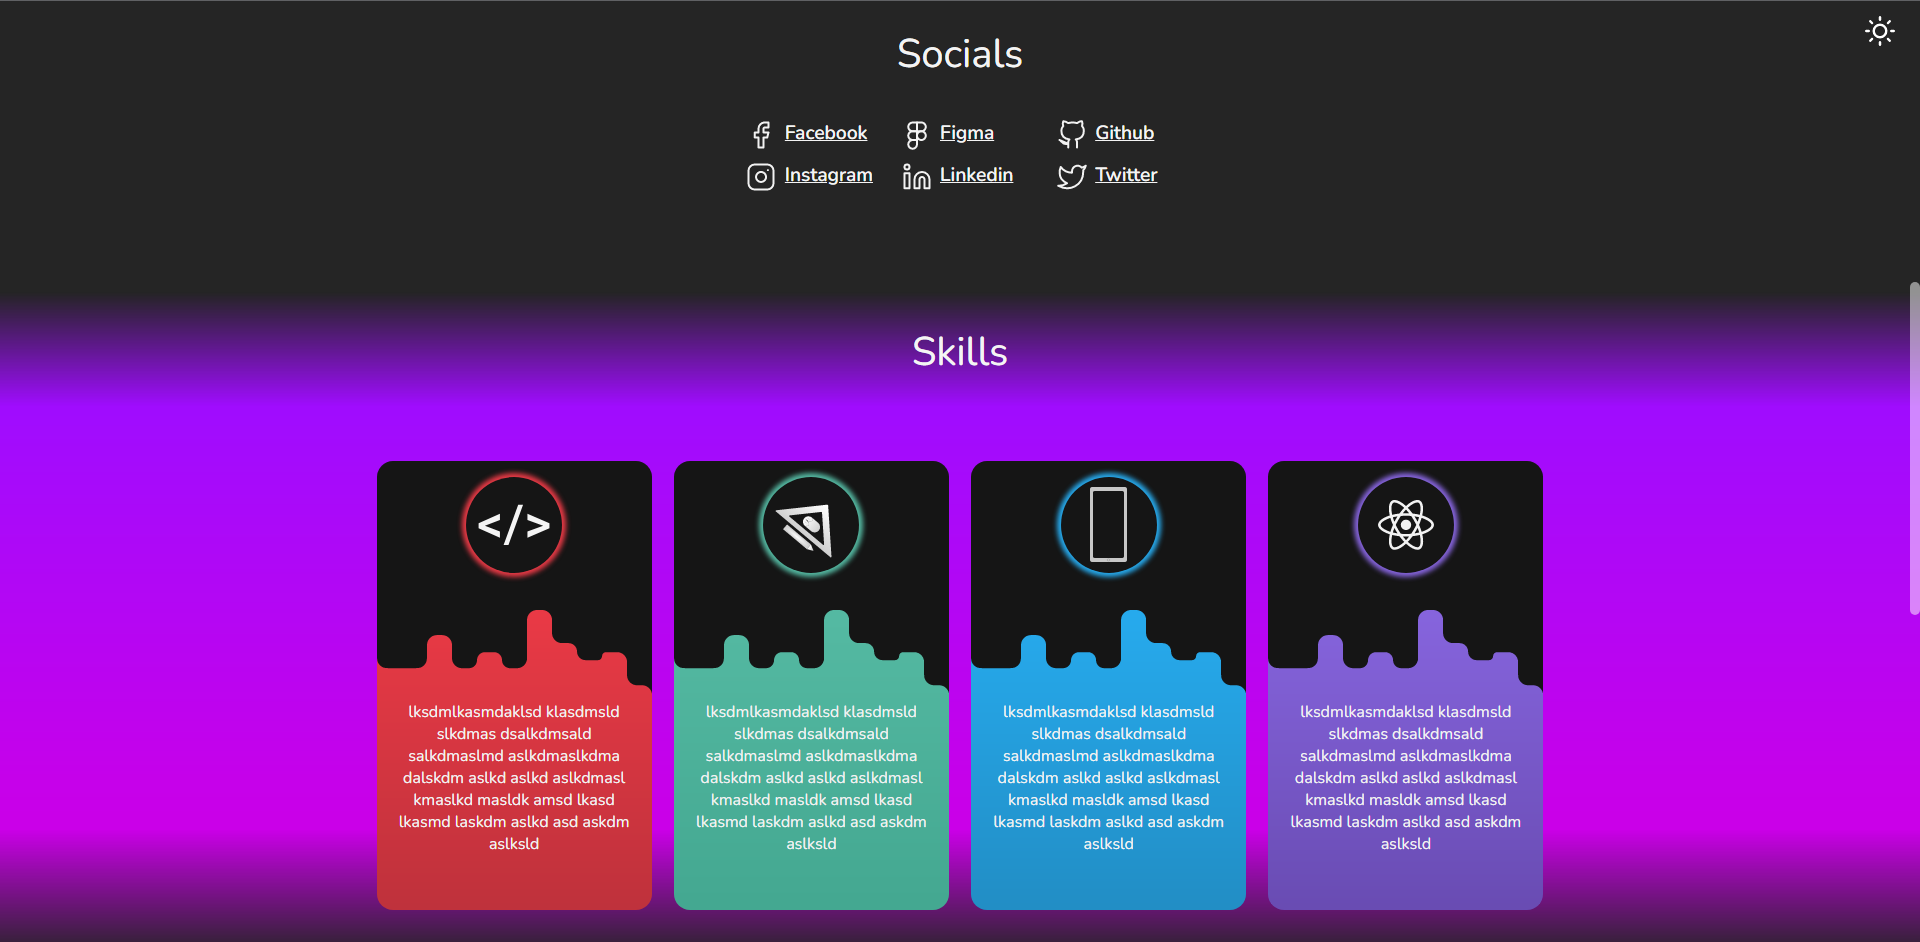 Socials
Facebook Figma Github
Instagram Linkedin Twitter
Skills
</>
lksdmlkasmdaklsd klasdmsld
slkdmas dsalkdmsald
salkdmaslmd aslkdmaslkdma
dalskdm aslkd aslkd aslkdmasl
kmaslkd masldk amsd lkasd
lkasmd laskdm aslkd asd askdm
aslksld
lksdmlkasmdaklsd klasdmsld
slkdmas dsalkdmsald
salkdmaslmd aslkdmaslkdma
dalskdm aslkd aslkd aslkdmasl
kmaslkd masldk amsd lkasd
lkasmd laskdm aslkd asd askdm
aslksld
lksdmlkasmdaklsd klasdmsld
slkdmas dsalkdmsald
salkdmaslmd aslkdmaslkdma
dalskdm aslkd aslkd aslkdmasl
kmaslkd masldk amsd lkasd
lkasmd laskdm aslkd asd askdm
aslksld
lksdmlkasmdaklsd klasdmsld
slkdmas dsalkdmsald
salkdmaslmd aslkdmaslkdma
dalskdm aslkd aslkd aslkdmasl
kmaslkd masldk amsd lkasd
lkasmd laskdm aslkd asd askdm
aslksld